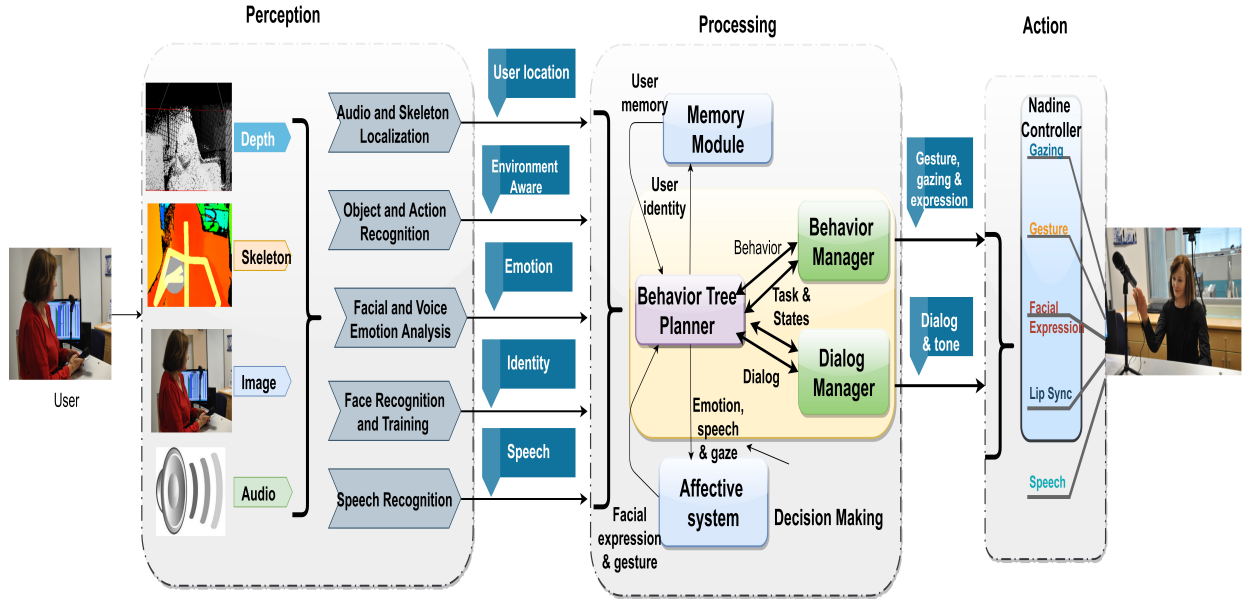 Perception
Processing
Action
User
Depth
Skeleton
Image
Audio
Audio and Skeleton
Localization
Object and Action
Recognition
Facial and Voice
Emotion Analysis
Face Recognition
and Training
Speech Recognition
User location
Environment
Aware
Emotion
Identity
Speech
User
memory
Memory
Module
User
identity
Behavior Tree
Planner
Behavior
Behavior
Manager
Task &
States
Dialog
Dialog
Manager
Emotion,
speech
& gaze
Affective
system
Facial
expression
& gesture
Decision Making
Gesture,
gazing &
expression
Dialog
& tone
Nadine
Controller
Gazing
Gesture
Facial
Expression
Lip Sync
Speech